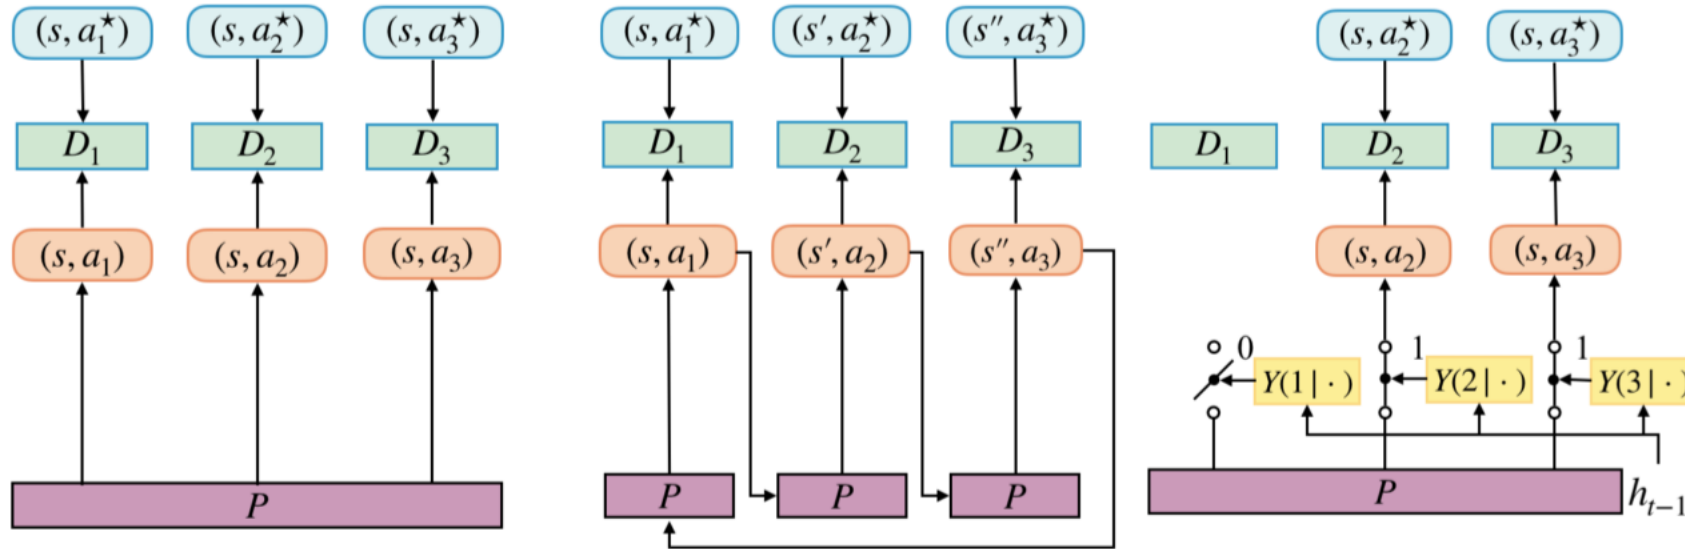 (s, a₁★) (s, a₂★) (s, a₃★) (s, a₁★) (s′, a₂★) (s″, a₃★) (s, a₂★) (s, a₃★)
D₁ D₂ D₃ D₁ D₂ D₃ D₁ D₂ D₃
(s, a₁) (s, a₂) (s, a₃) (s, a₁) (s′, a₂) (s″, a₃) (s, a₂) (s, a₃)
0 1 1
Y(1 | · ) Y(2 | · ) Y(3 | · )
P P P P P hₜ₋₁